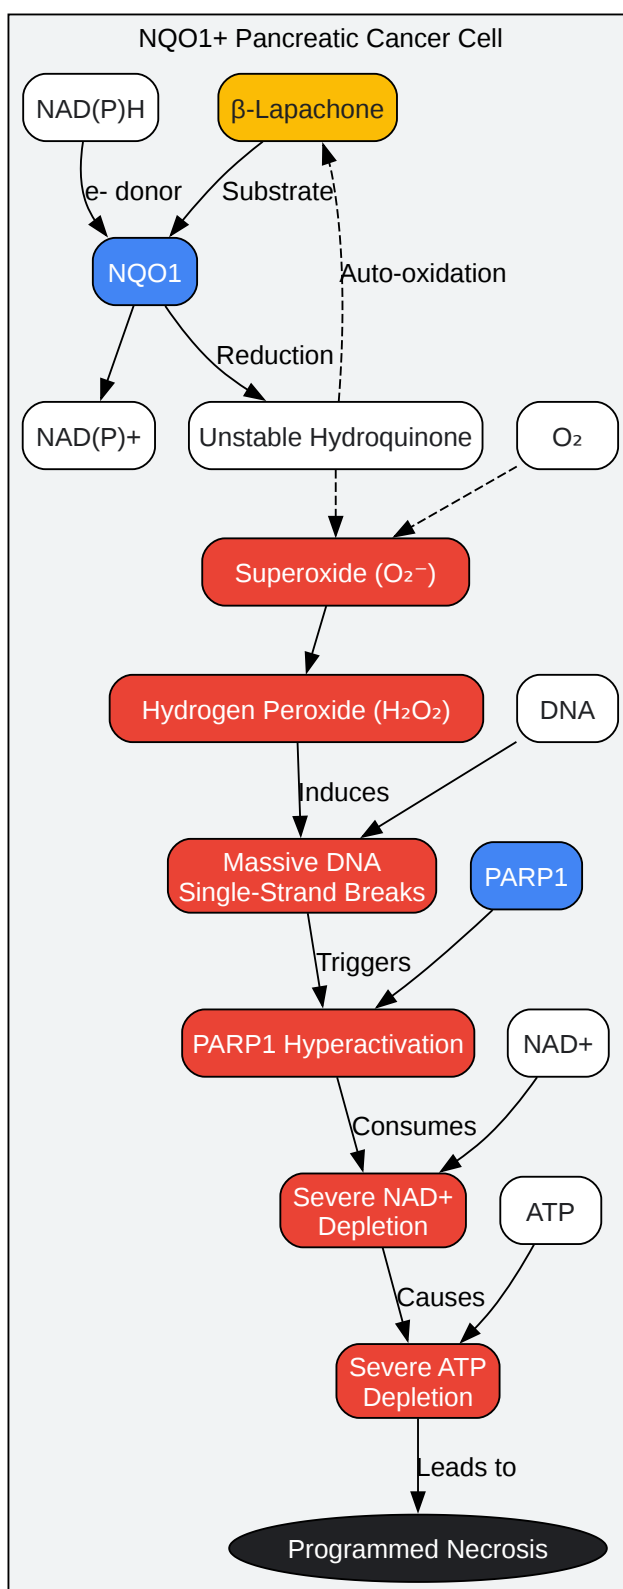 NQO1+ Pancreatic Cancer Cell
NAD(P)H
β-Lapachone
e- donor
Substrate
NQO1
Auto-oxidation
Reduction
NAD(P)+
Unstable Hydroquinone
O₂
Superoxide (O₂⁻)
Hydrogen Peroxide (H₂O₂)
DNA
Induces
Massive DNA
Single-Strand Breaks
PARP1
Triggers
PARP1 Hyperactivation
NAD+
Consumes
Severe NAD+
Depletion
ATP
Causes
Severe ATP
Depletion
Leads to
Programmed Necrosis